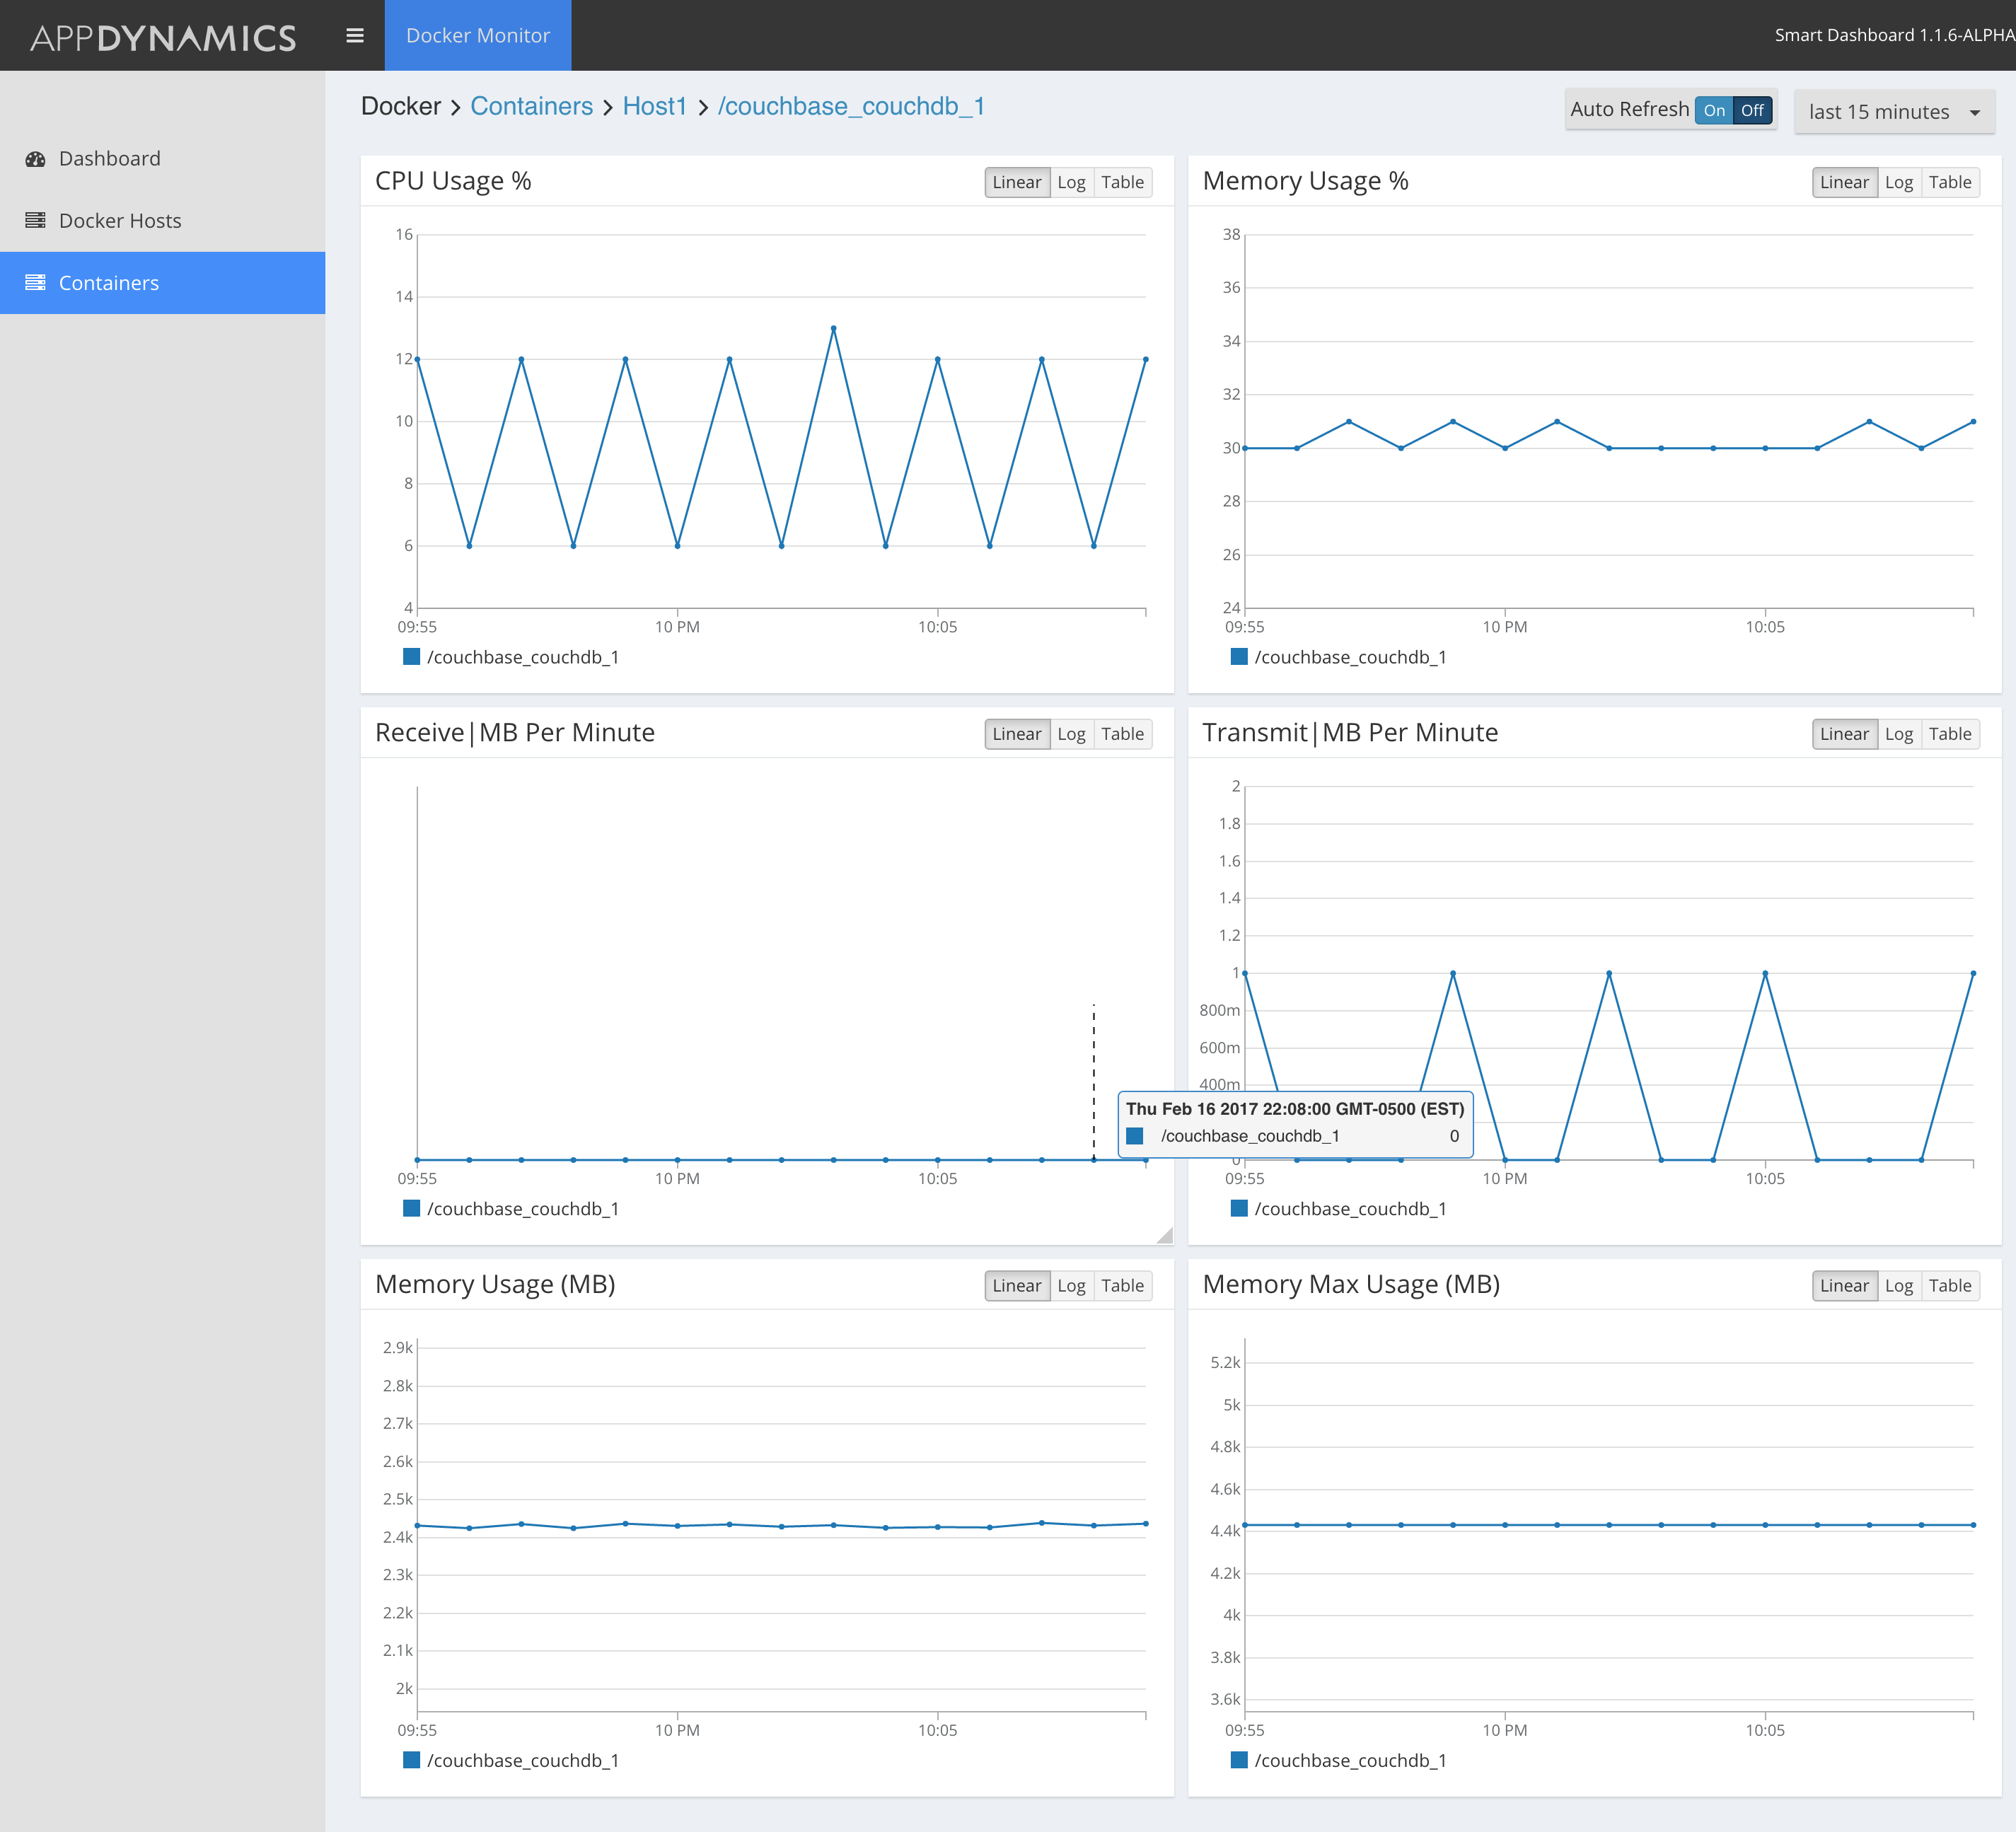 APPDYNAMICS
Docker Monitor
Smart Dashboard 1.1.6-ALPHA
Dashboard
Docker Hosts
Containers
Docker > Containers > Host1 > /couchbase_couchdb_1
Auto Refresh On Off
last 15 minutes
CPU Usage %
Linear Log Table
16
14
12
10
8
6
4
09:55 10 PM 10:05
/couchbase_couchdb_1
Memory Usage %
Linear Log Table
38
36
34
32
30
28
26
24
09:55 10 PM 10:05
/couchbase_couchdb_1
Receive|MB Per Minute
Linear Log Table
09:55 10 PM 10:05
/couchbase_couchdb_1
Transmit|MB Per Minute
Linear Log Table
2
1.8
1.6
1.4
1.2
1
800m
600m
400m
0
09:55 10 PM 10:05
/couchbase_couchdb_1
Thu Feb 16 2017 22:08:00 GMT-0500 (EST)
/couchbase_couchdb_1 0
Memory Usage (MB)
Linear Log Table
2.9k
2.8k
2.7k
2.6k
2.5k
2.4k
2.3k
2.2k
2.1k
2k
09:55 10 PM 10:05
/couchbase_couchdb_1
Memory Max Usage (MB)
Linear Log Table
5.2k
5k
4.8k
4.6k
4.4k
4.2k
4k
3.8k
3.6k
09:55 10 PM 10:05
/couchbase_couchdb_1